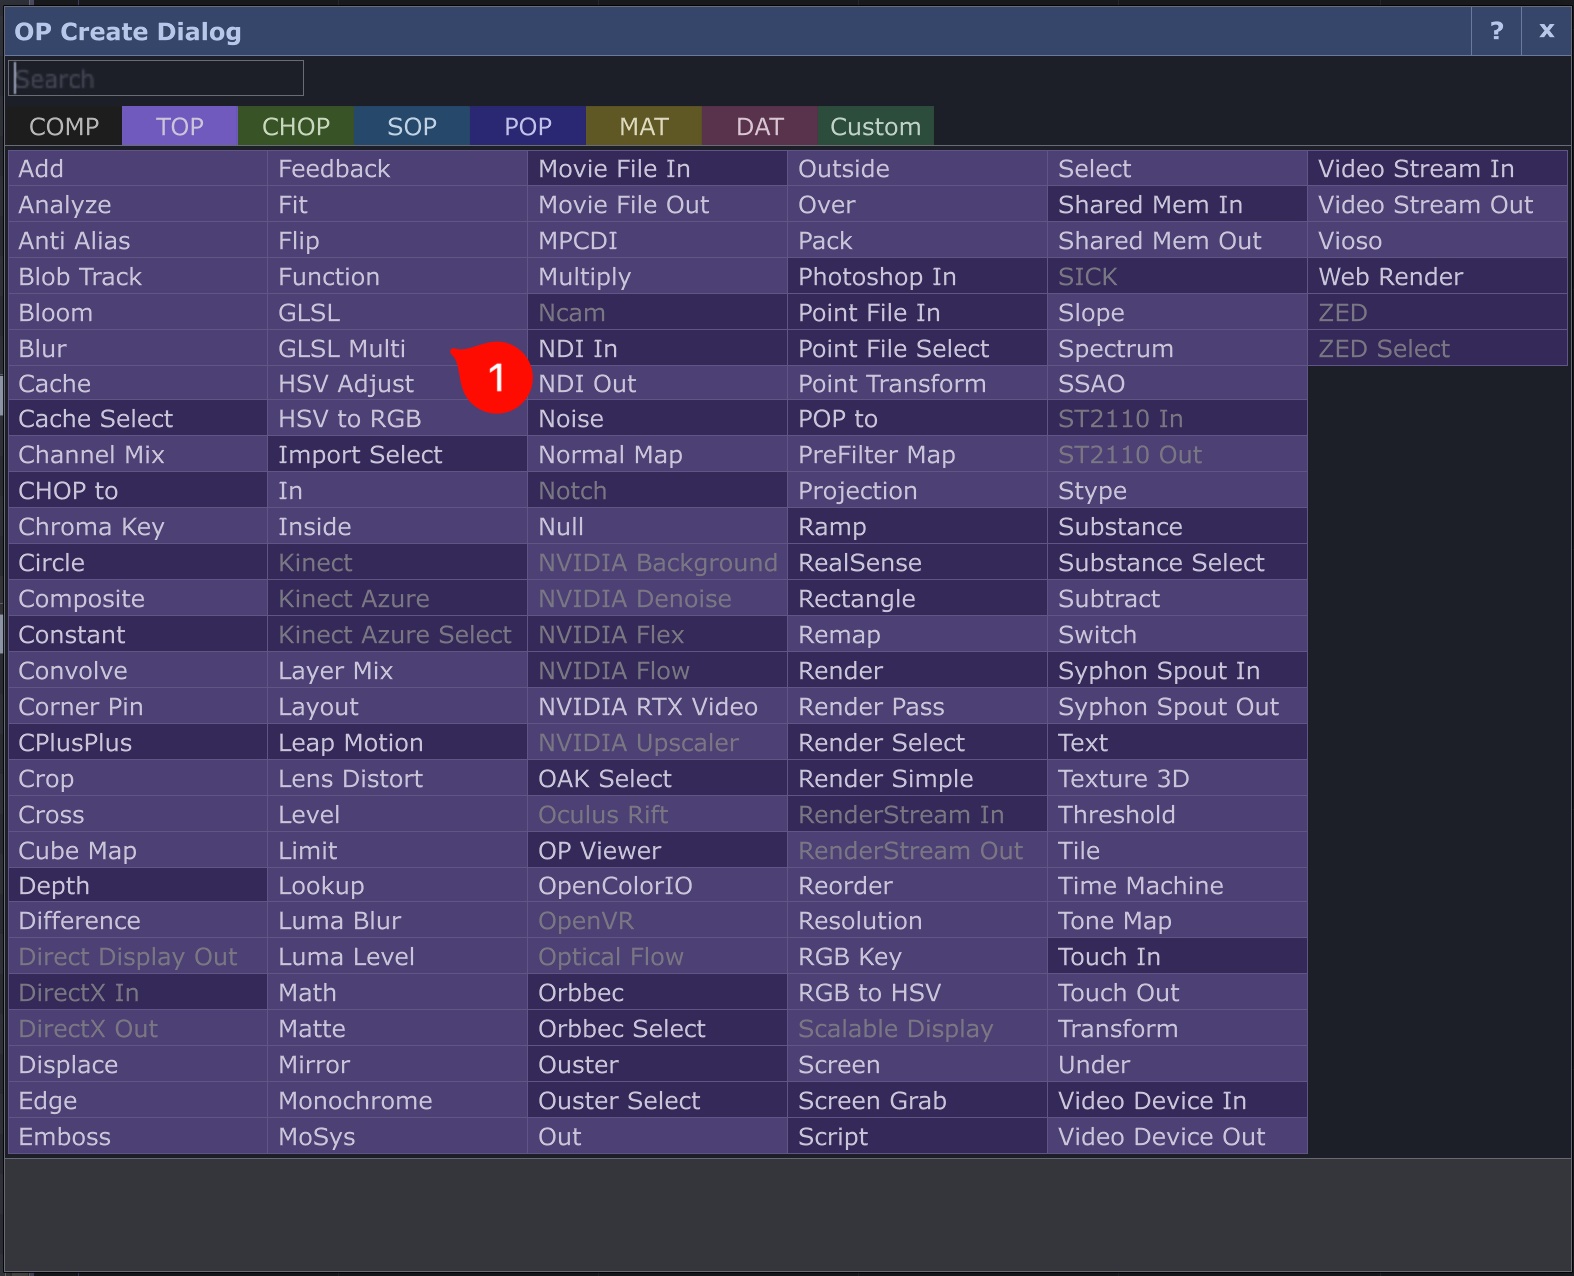 OP Create Dialog
?
x
Search
COMP
TOP
CHOP
SOP
POP
MAT
DAT
Custom
Add
Analyze
Anti Alias
Blob Track
Bloom
Blur
Cache
Cache Select
Channel Mix
CHOP to
Chroma Key
Circle
Composite
Constant
Convolve
Corner Pin
CPlusPlus
Crop
Cross
Cube Map
Depth
Difference
Direct Display Out
DirectX In
DirectX Out
Displace
Edge
Emboss
Feedback
Fit
Flip
Function
GLSL
GLSL Multi
1
HSV Adjust
HSV to RGB
Import Select
In
Inside
Kinect
Kinect Azure
Kinect Azure Select
Layer Mix
Layout
Leap Motion
Lens Distort
Level
Limit
Lookup
Luma Blur
Luma Level
Math
Matte
Mirror
Monochrome
MoSys
Movie File In
Movie File Out
MPCDI
Multiply
Ncam
NDI In
NDI Out
Noise
Normal Map
Notch
Null
NVIDIA Background
NVIDIA Denoise
NVIDIA Flex
NVIDIA Flow
NVIDIA RTX Video
NVIDIA Upscaler
OAK Select
Oculus Rift
OP Viewer
OpenColorIO
OpenVR
Optical Flow
Orbbec
Orbbec Select
Ouster
Ouster Select
Out
Outside
Over
Pack
Photoshop In
Point File In
Point File Select
Point Transform
POP to
PreFilter Map
Projection
Ramp
RealSense
Rectangle
Remap
Render
Render Pass
Render Select
Render Simple
RenderStream In
RenderStream Out
Reorder
Resolution
RGB Key
RGB to HSV
Scalable Display
Screen
Screen Grab
Script
Select
Shared Mem In
Shared Mem Out
SICK
Slope
Spectrum
SSAO
ST2110 In
ST2110 Out
Stype
Substance
Substance Select
Subtract
Switch
Syphon Spout In
Syphon Spout Out
Text
Texture 3D
Threshold
Tile
Time Machine
Tone Map
Touch In
Touch Out
Transform
Under
Video Device In
Video Device Out
Video Stream In
Video Stream Out
Vioso
Web Render
ZED
ZED Select